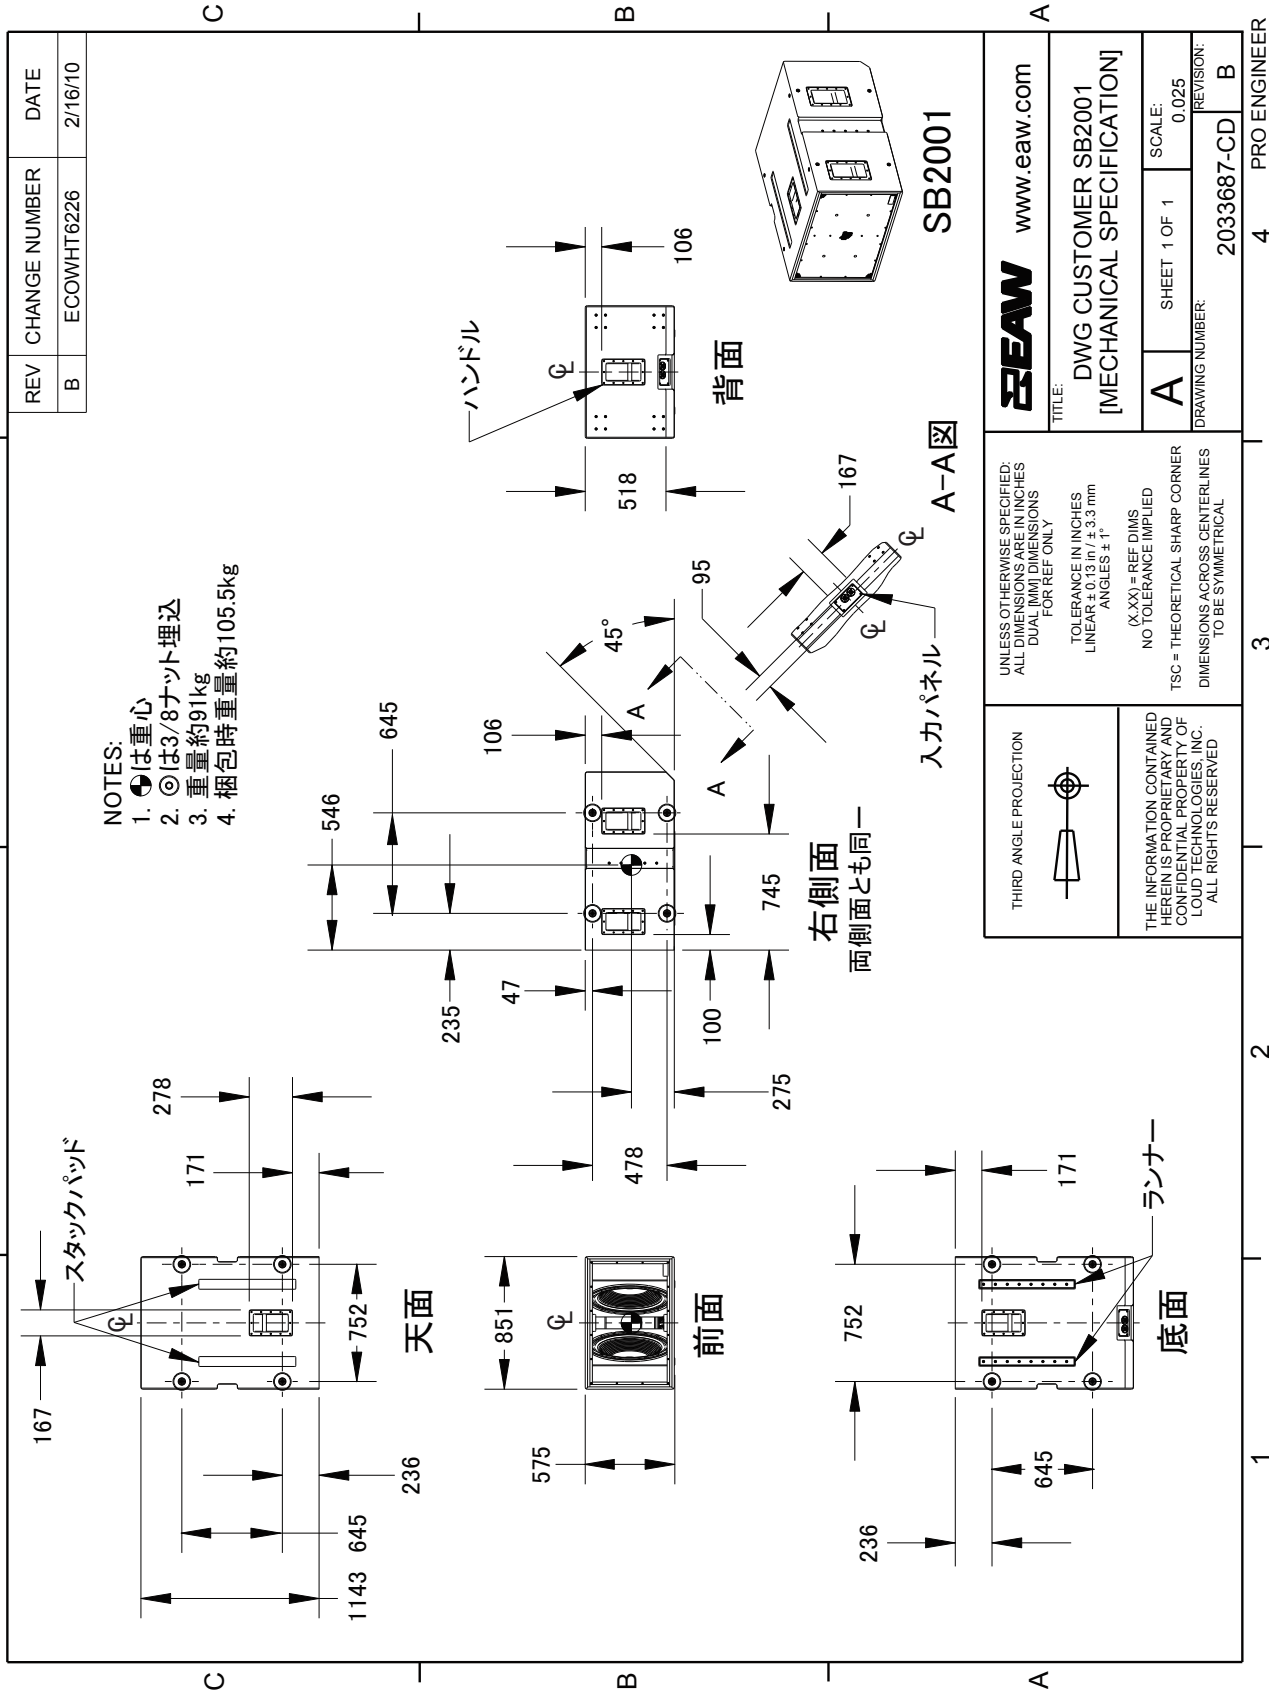 REV CHANGE NUMBER DATE
B ECOWHT6226 2/16/10
NOTES:
1. は重心
2. ◎は3/8ナット埋込
3. 重量約91kg
4. 梱包時重量約105.5kg
C
B
A
C
B
A
1
2
3
4
スタックパッド
167
℄
278
171
752
236
645
1143
天面
851
℄
575
前面
752
171
645
236
ランナー
底面
546
645
235
47
106
45°
A
A
478
275
100
745
右側面
両側面とも同一
95
167
℄
℄
入力パネル
A-A図
ハンドル
℄
106
518
背面
SB2001
THIRD ANGLE PROJECTION
THE INFORMATION CONTAINED
HEREIN IS PROPRIETARY AND
CONFIDENTIAL PROPERTY OF
LOUD TECHNOLOGIES, INC.
ALL RIGHTS RESERVED
UNLESS OTHERWISE SPECIFIED:
ALL DIMENSIONS ARE IN INCHES
DUAL [MM] DIMENSIONS
FOR REF ONLY
TOLERANCE IN INCHES
LINEAR ± 0.13 in / ± 3.3 mm
ANGLES ± 1°
(X.XX) = REF DIMS
NO TOLERANCE IMPLIED
TSC = THEORETICAL SHARP CORNER
DIMENSIONS ACROSS CENTERLINES
TO BE SYMMETRICAL
EAW www.eaw.com
TITLE:
DWG CUSTOMER SB2001
[MECHANICAL SPECIFICATION]
A
SHEET 1 OF 1
SCALE:
0.025
DRAWING NUMBER:
2033687-CD
REVISION:
B
PRO ENGINEER